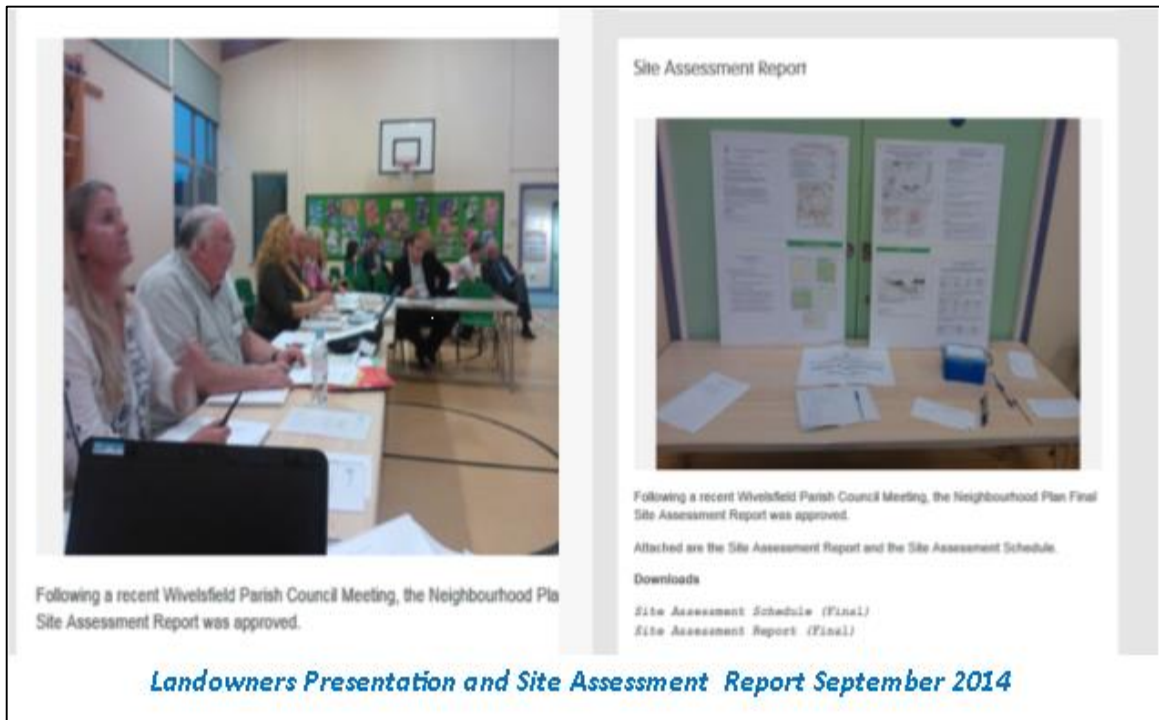 Following a recent Wivelsfield Parish Council Meeting, the Neighbourhood Pla
Site Assessment Report was approved.
Site Assessment Report
Following a recent Wivelsfield Parish Council Meeting, the Neighbourhood Plan Final
Site Assessment Report was approved.
Attached are the Site Assessment Report and the Site Assessment Schedule.
Downloads
Site Assessment Schedule (Final)
Site Assessment Report (Final)
Landowners Presentation and Site Assessment Report September 2014